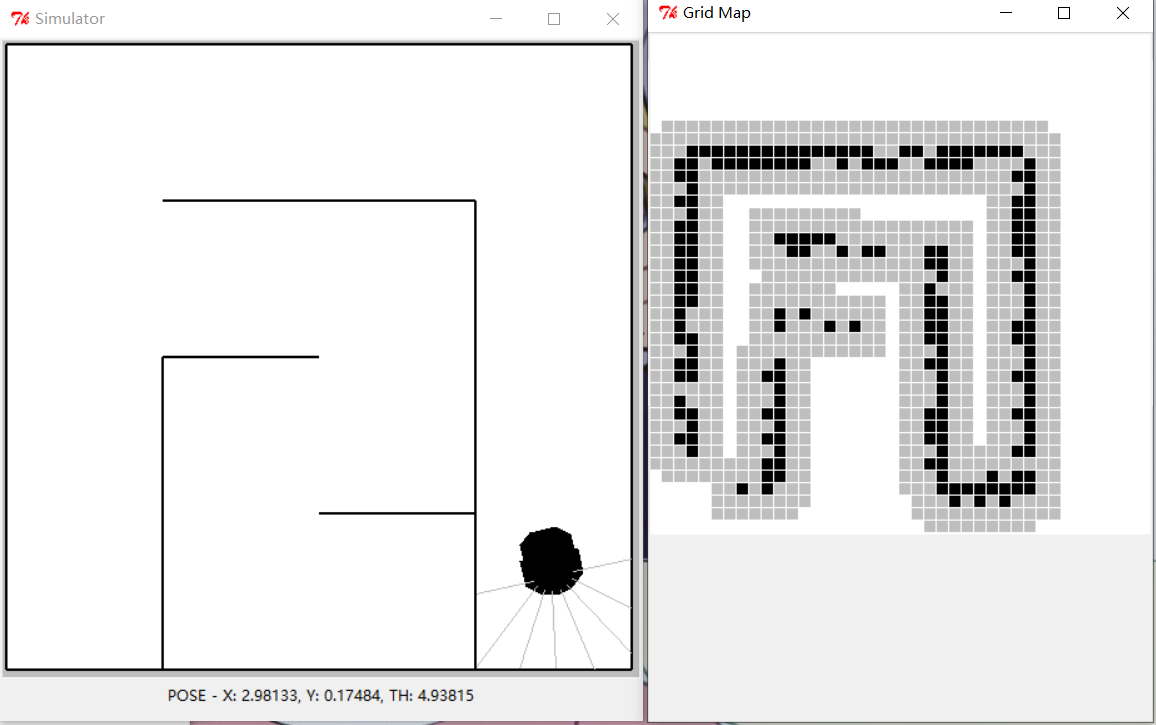 Simulator
Grid Map
POSE - X: 2.98133, Y: 0.17484, TH: 4.93815